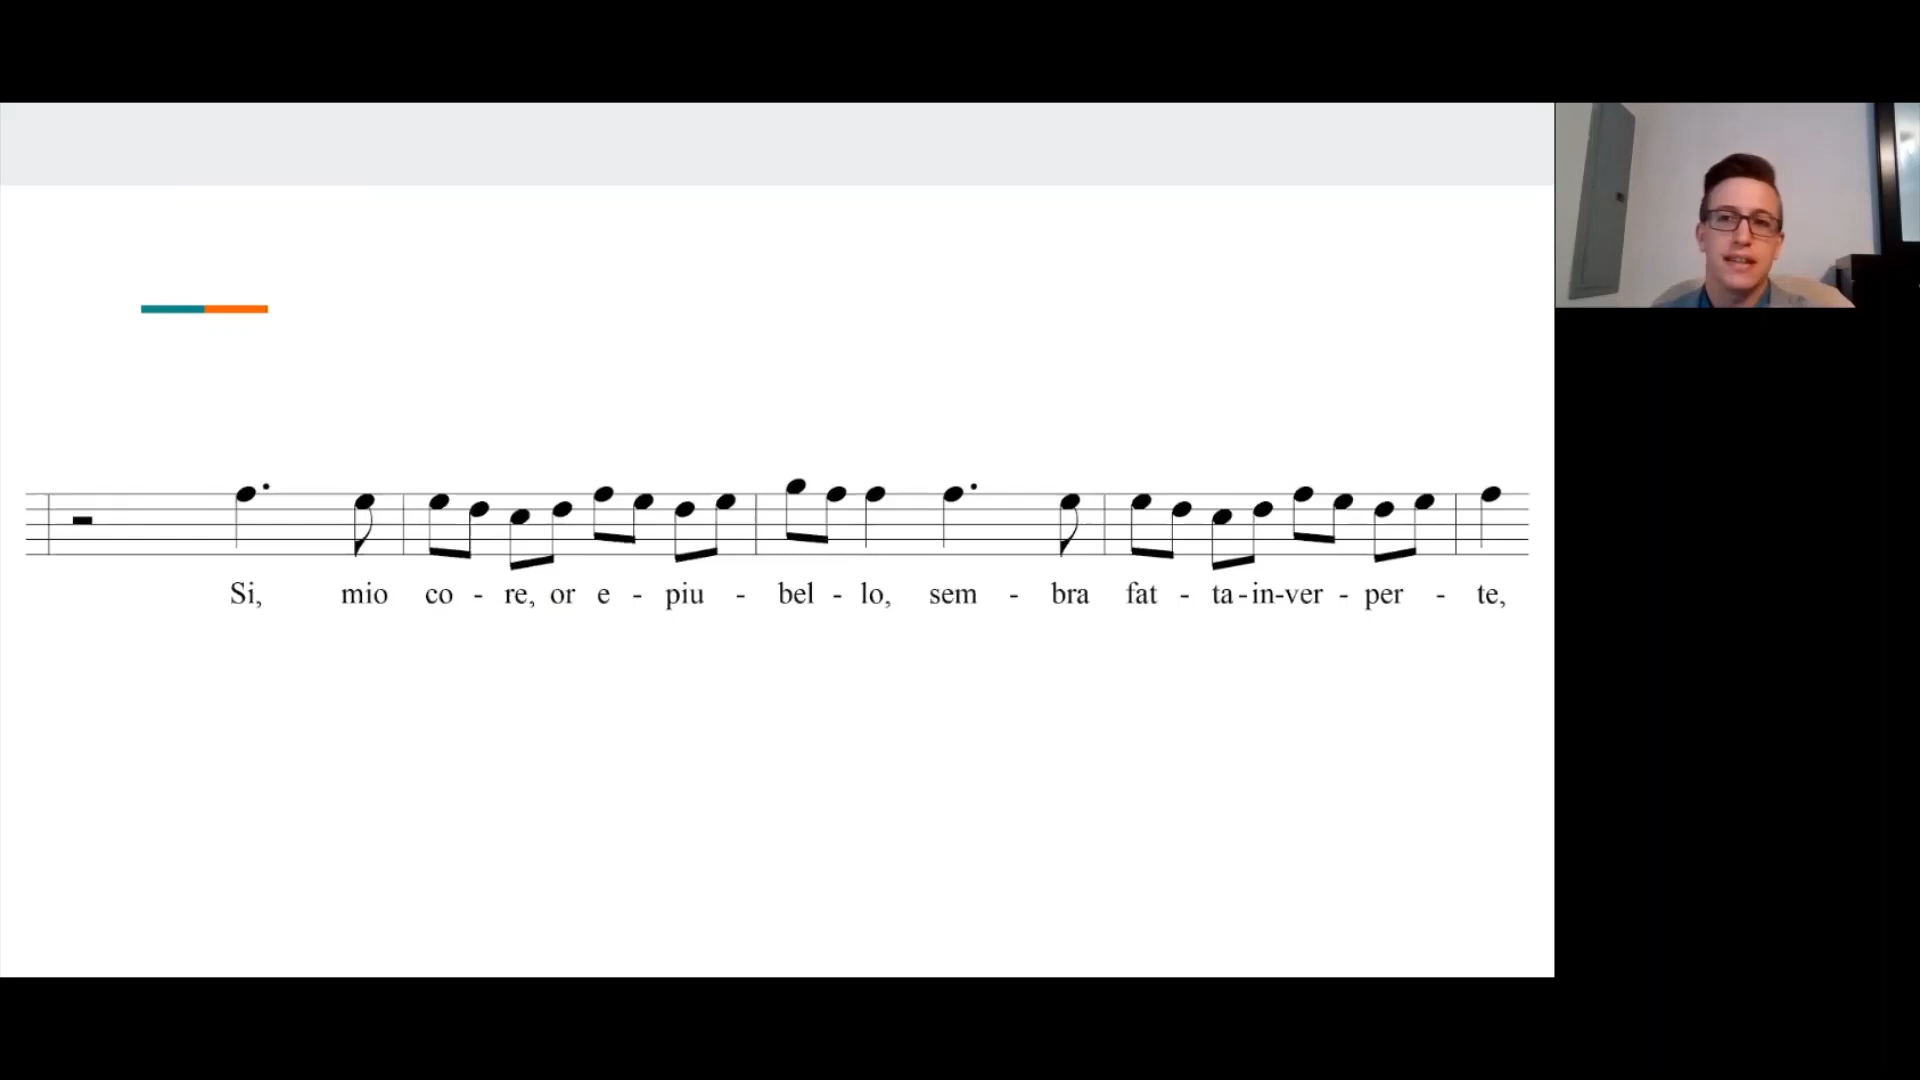 Si, mio co - re, or e - piu - bel - lo, sem - bra fat - ta - in-ver - per - te,